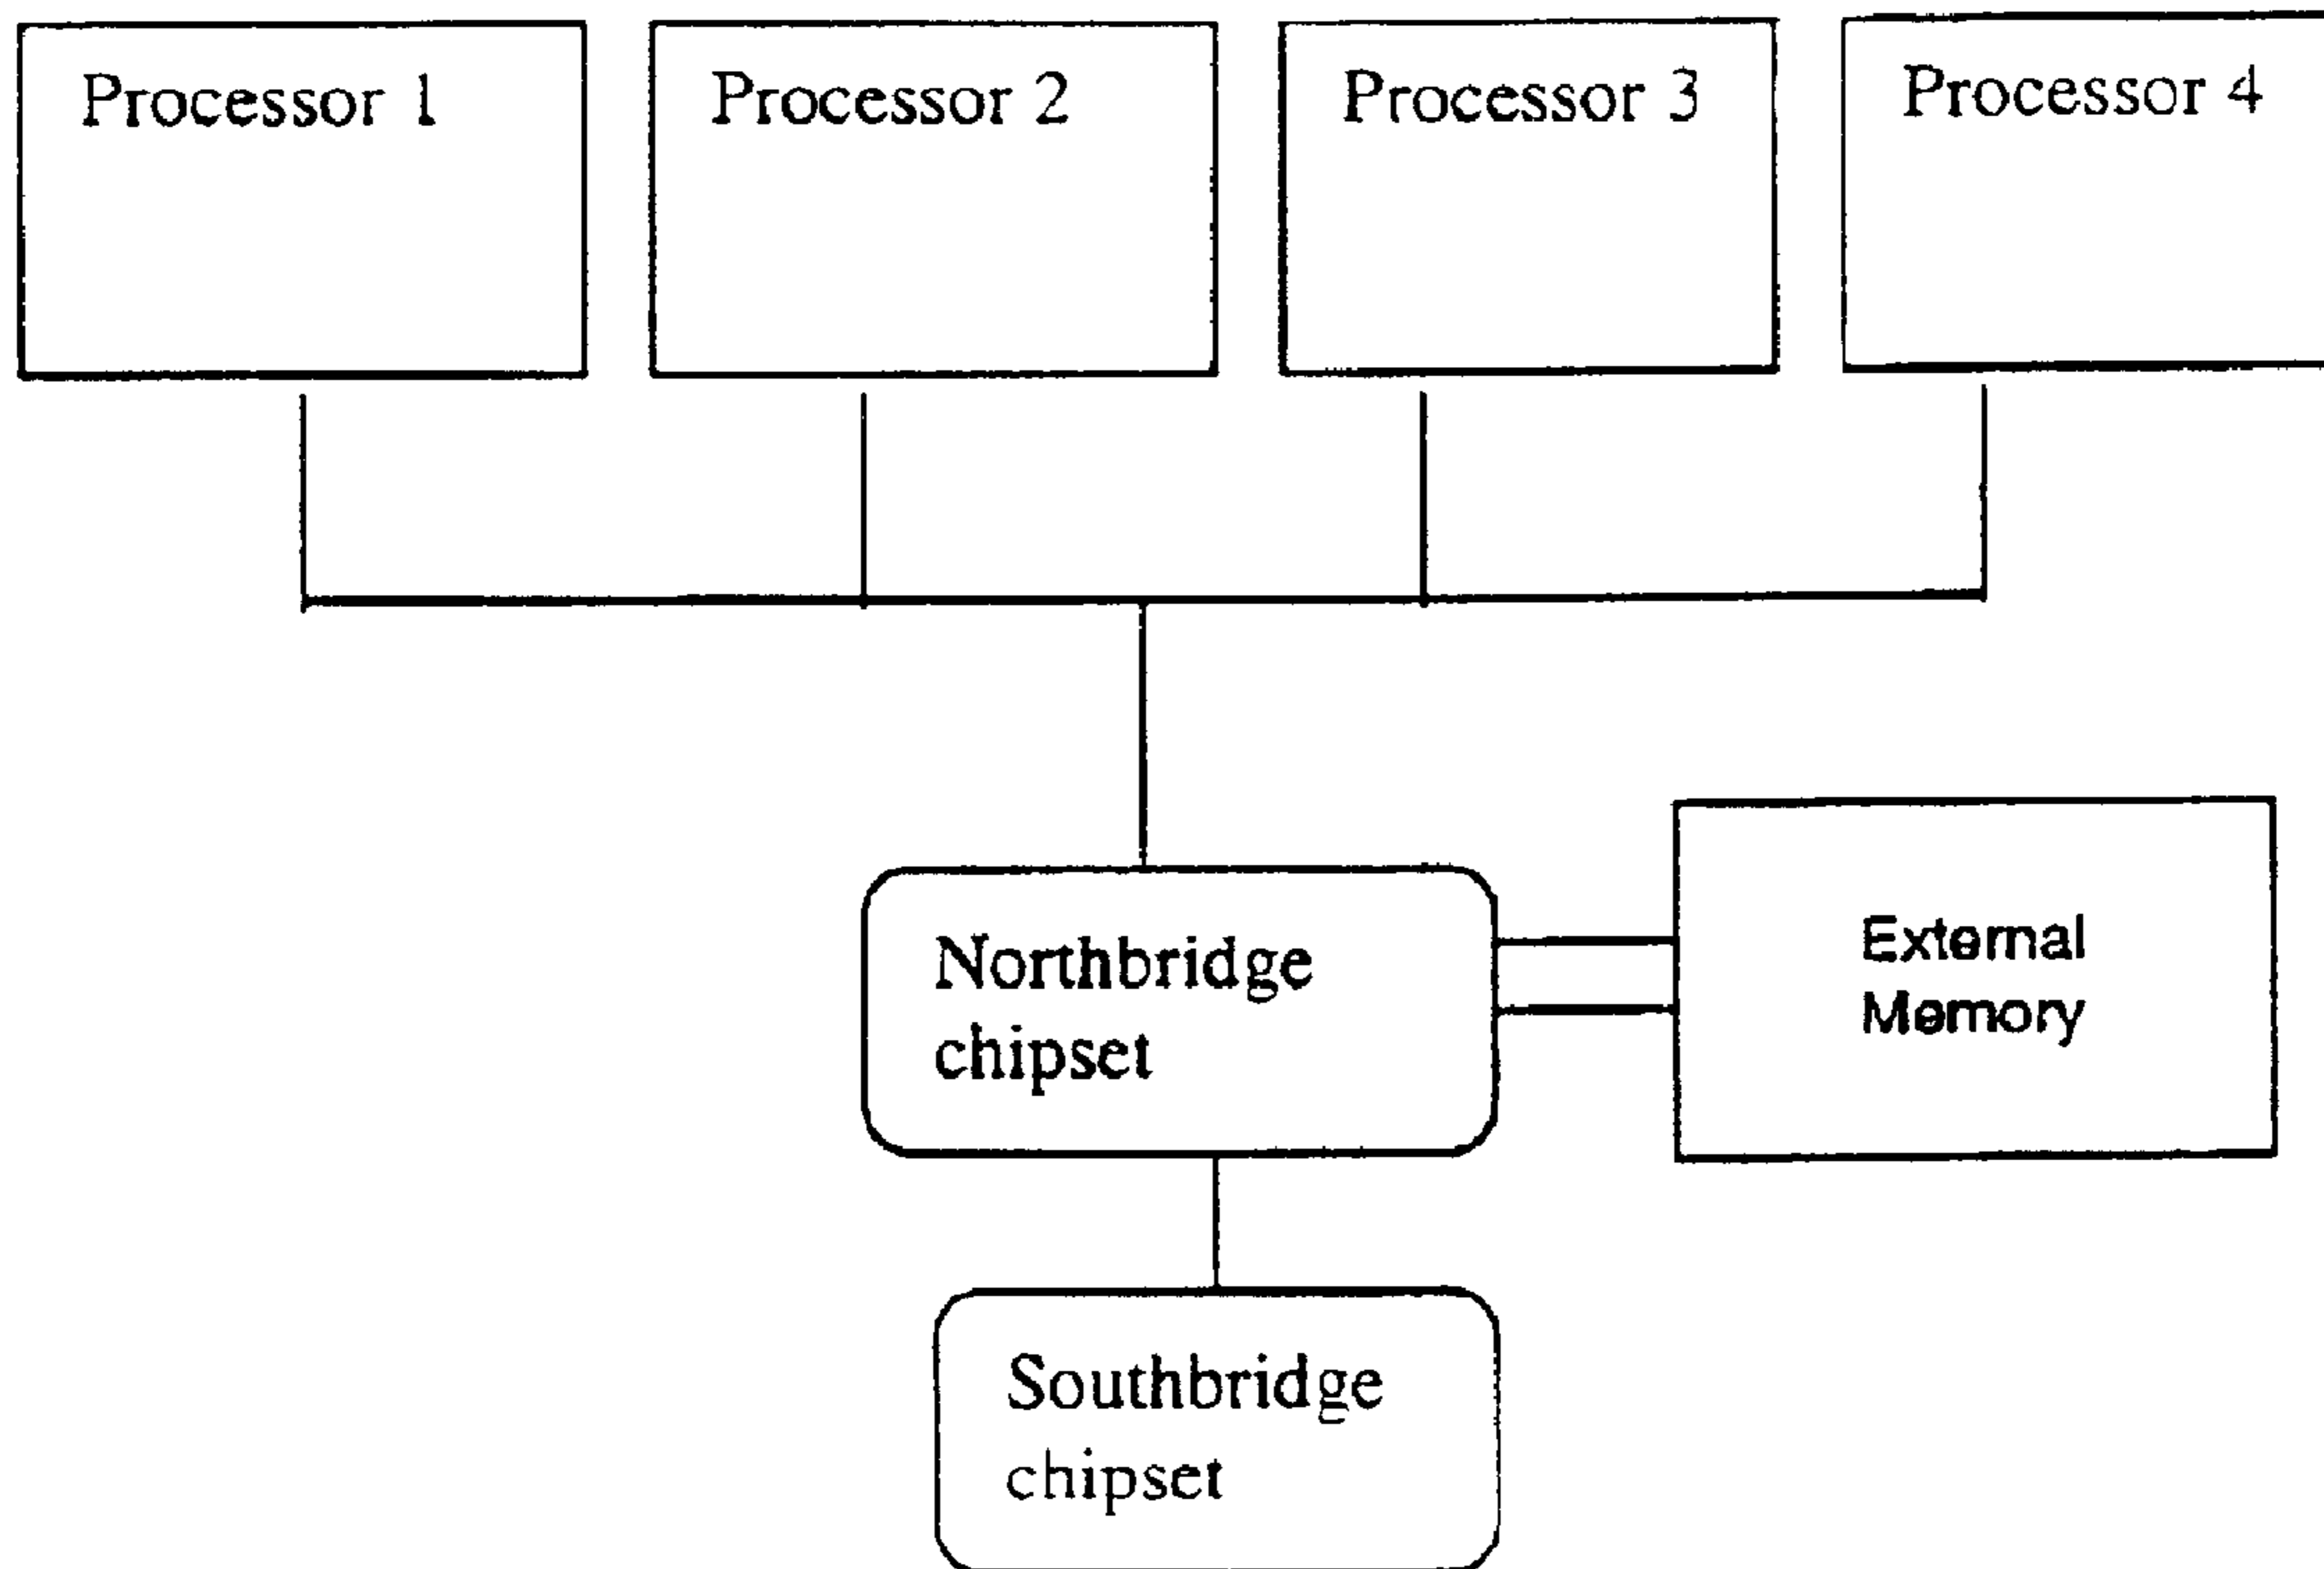 Processor 1
Processor 2
Processor 3
Processor 4
Northbridge
chipset
External
Memory
Southbridge
chipset